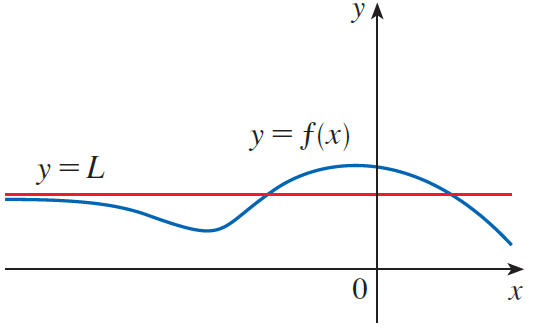 y
y = f(x)
y = L
0
x